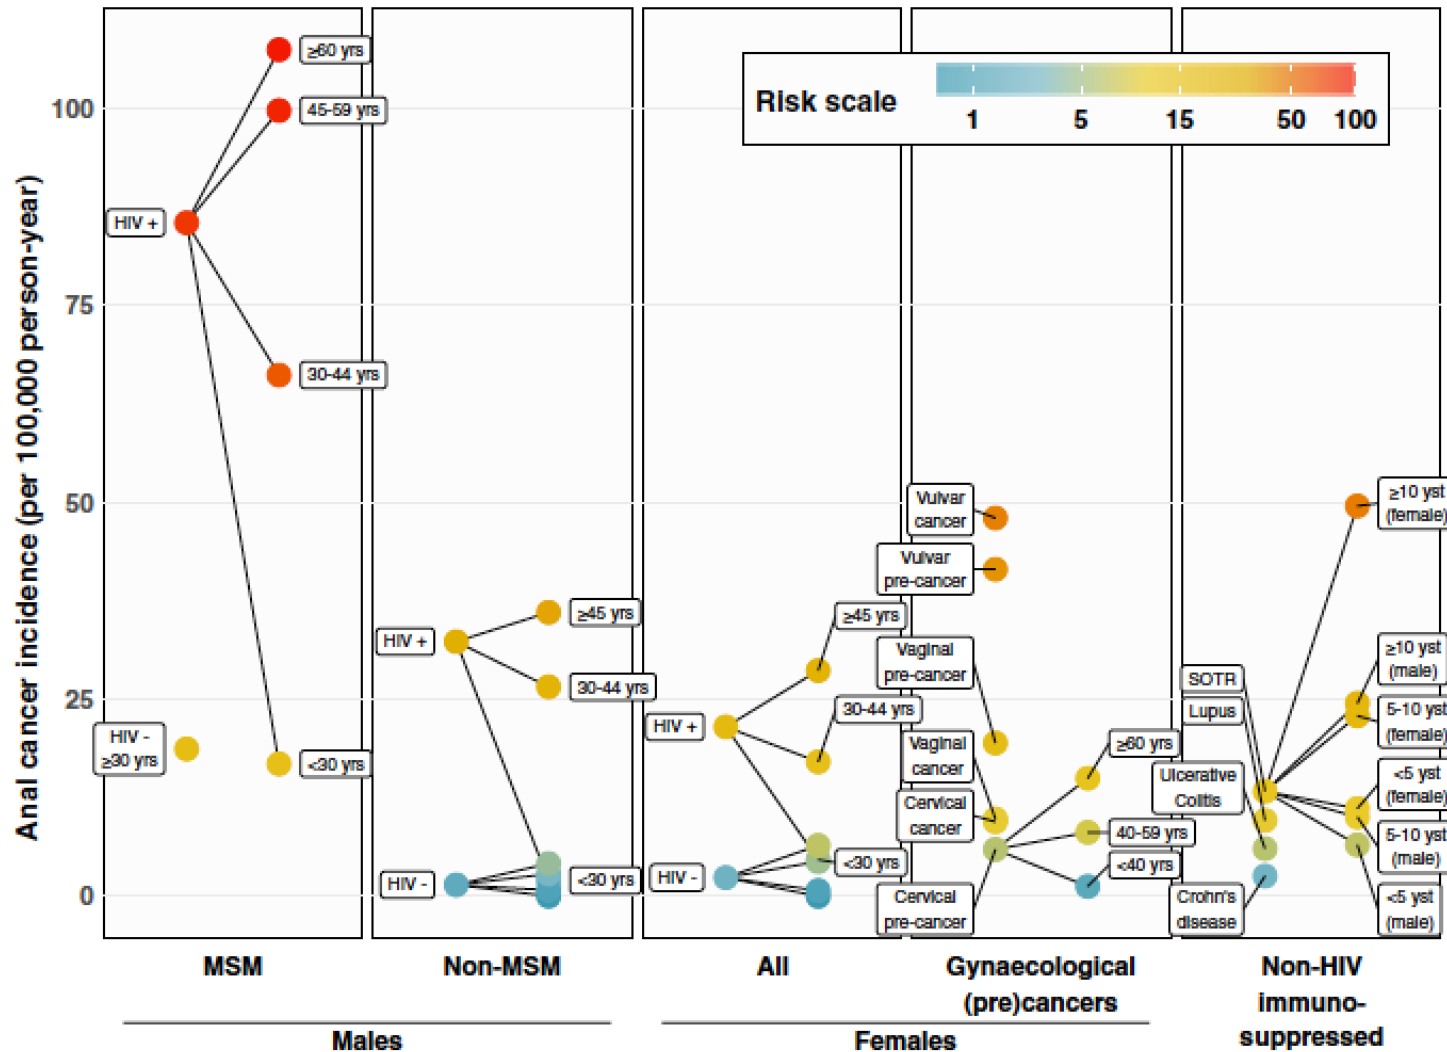 Anal cancer incidence (per 100,000 person-year)
100
75
50
25
0
Risk scale
1 5 15 50 100
≥60 yrs
45-59 yrs
HIV +
30-44 yrs
HIV -
≥30 yrs
<30 yrs
≥45 yrs
HIV +
30-44 yrs
HIV -
<30 yrs
≥45 yrs
30-44 yrs
HIV +
<30 yrs
HIV -
Vulvar
cancer
Vulvar
pre-cancer
Vaginal
pre-cancer
Vaginal
cancer
Cervical
cancer
Cervical
pre-cancer
≥60 yrs
40-59 yrs
<40 yrs
SOTR
Lupus
Ulcerative
Colitis
Crohn's
disease
≥10 yst
(female)
≥10 yst
(male)
5-10 yst
(female)
<5 yst
(female)
5-10 yst
(male)
<5 yst
(male)
MSM
Non-MSM
All
Gynaecological
(pre)cancers
Non-HIV
immuno-
suppressed
Males
Females